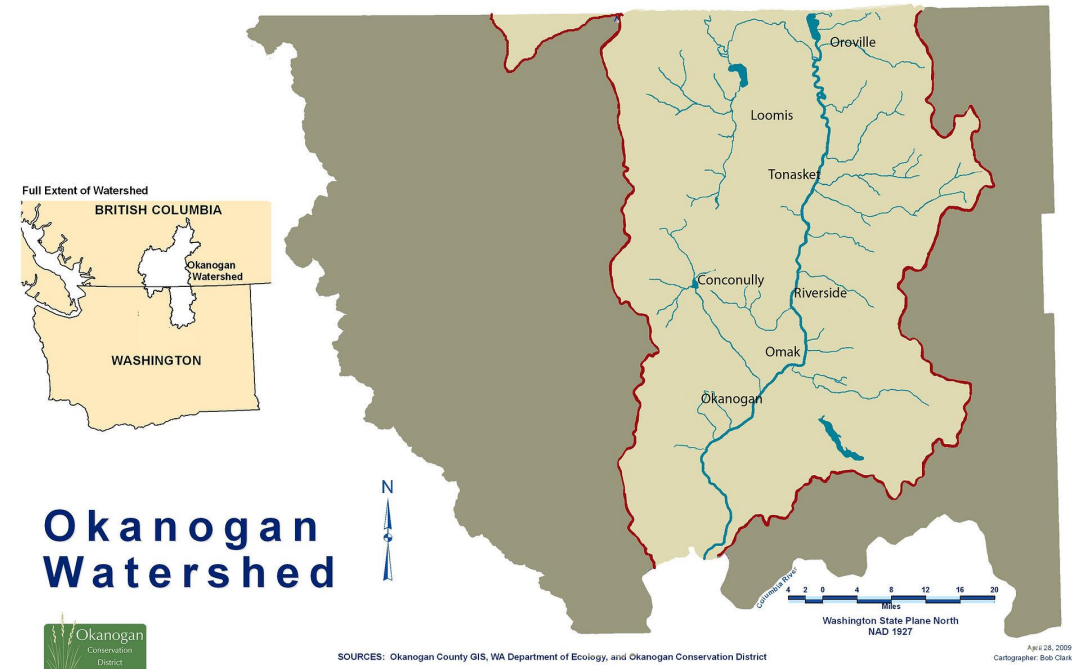 Full Extent of Watershed
BRITISH COLUMBIA
Okanogan
Watershed
WASHINGTON
Oroville
Loomis
Tonasket
Conconully
Riverside
Omak
Okanogan
N
Okanogan
Watershed
Okanogan
Conservation
District
Columbia River
4 2 0 4 8 12 16 20
Miles
Washington State Plane North
NAD 1927
SOURCES: Okanogan County GIS, WA Department of Ecology, and Okanogan Conservation District
April 28, 2009
Cartographer: Bob Clark